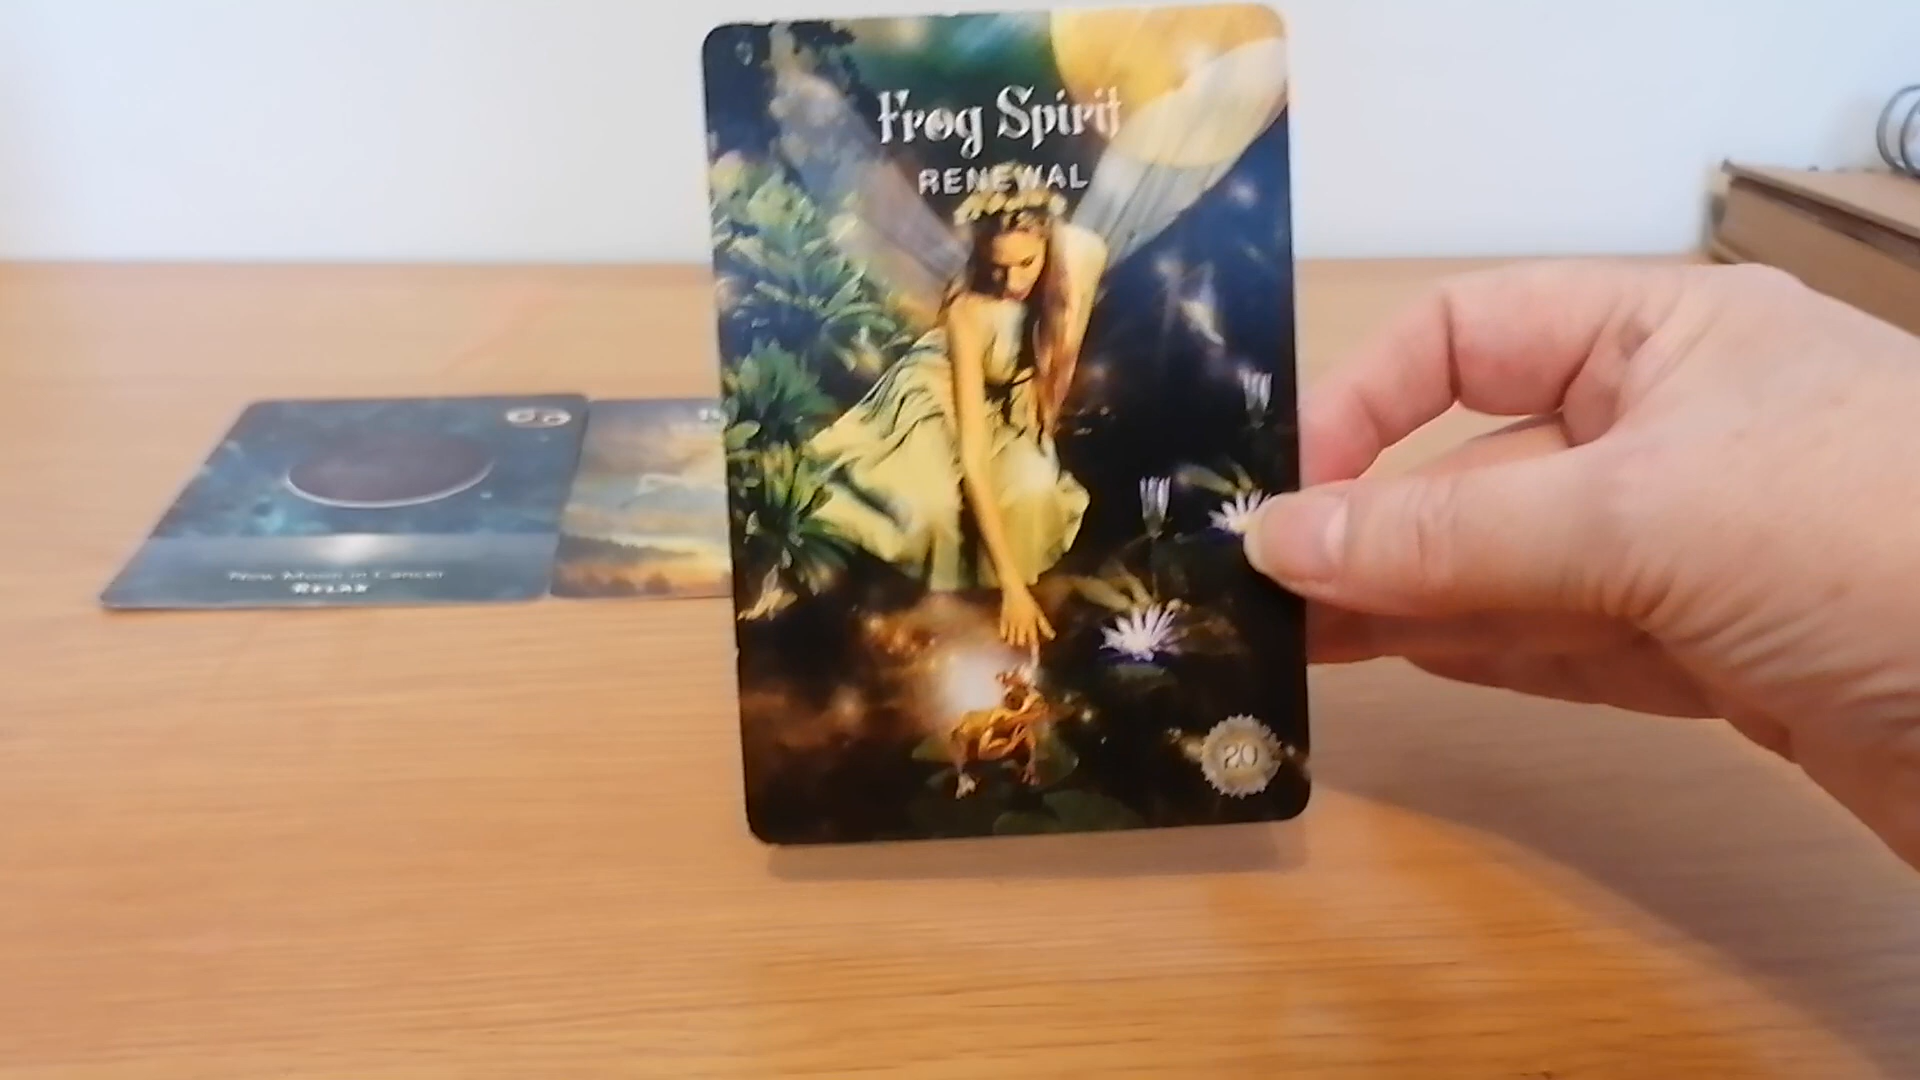 Frog Spirit
RENEWAL
20
New Moon in Cancer
RELAX